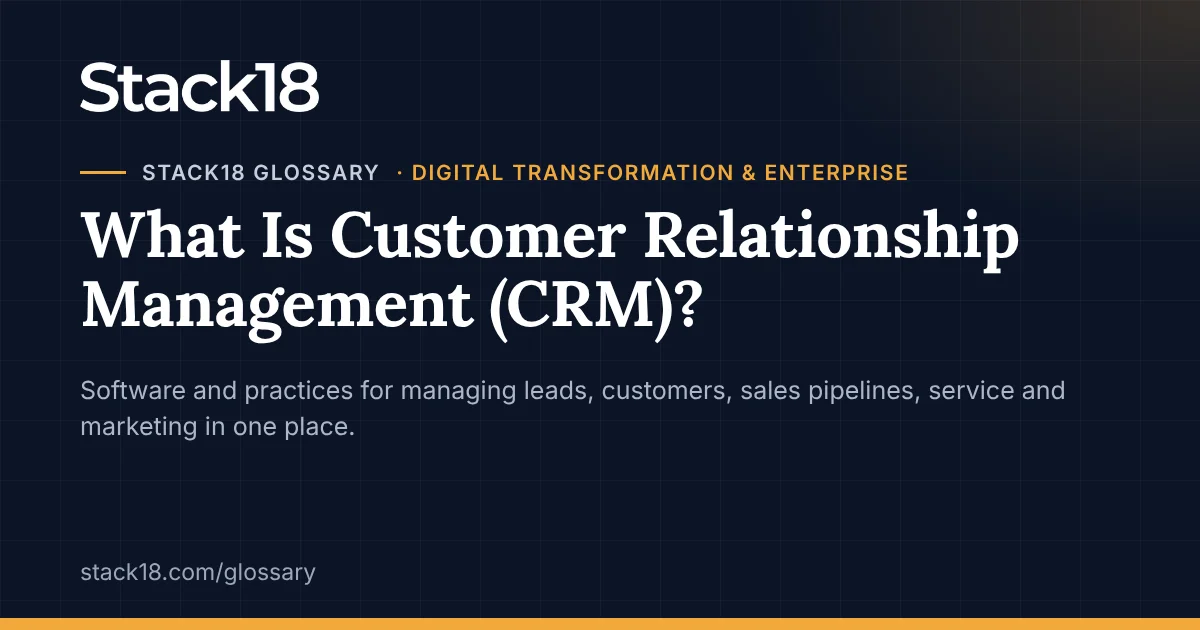 Stack18
STACK18 GLOSSARY · DIGITAL TRANSFORMATION & ENTERPRISE
What Is Customer Relationship
Management (CRM)?
Software and practices for managing leads, customers, sales pipelines, service and
marketing in one place.
stack18.com/glossary